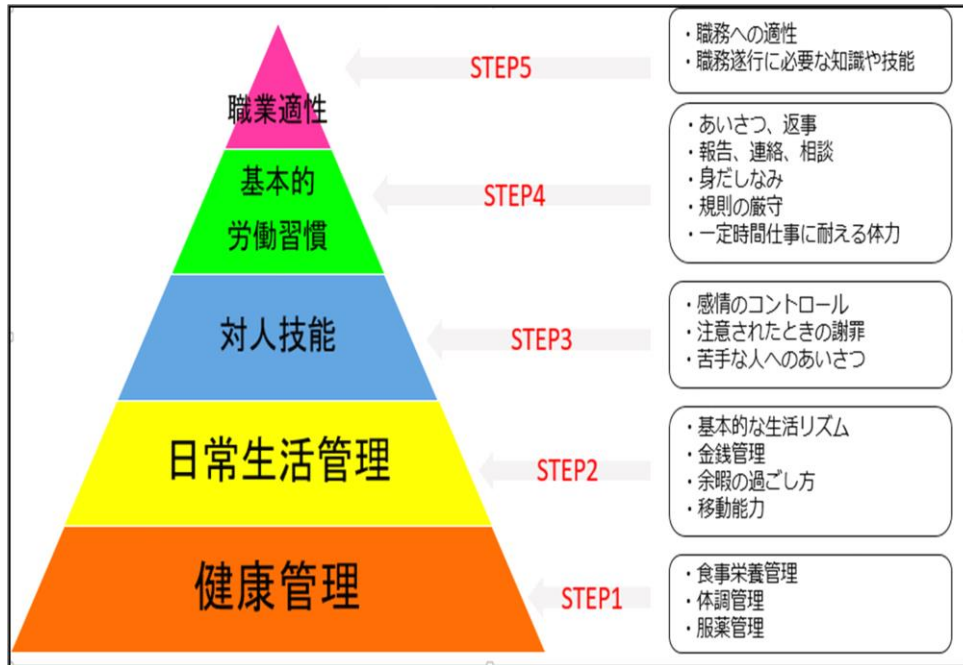 職業適性
STEP5
・職務への適性
・職務遂行に必要な知識や技能
基本的
労働習慣
STEP4
・あいさつ、返事
・報告、連絡、相談
・身だしなみ
・規則の厳守
・一定時間仕事に耐える体力
対人技能
STEP3
・感情のコントロール
・注意されたときの謝罪
・苦手な人へのあいさつ
日常生活管理
STEP2
・基本的な生活リズム
・金銭管理
・余暇の過ごし方
・移動能力
健康管理
STEP1
・食事栄養管理
・体調管理
・服薬管理